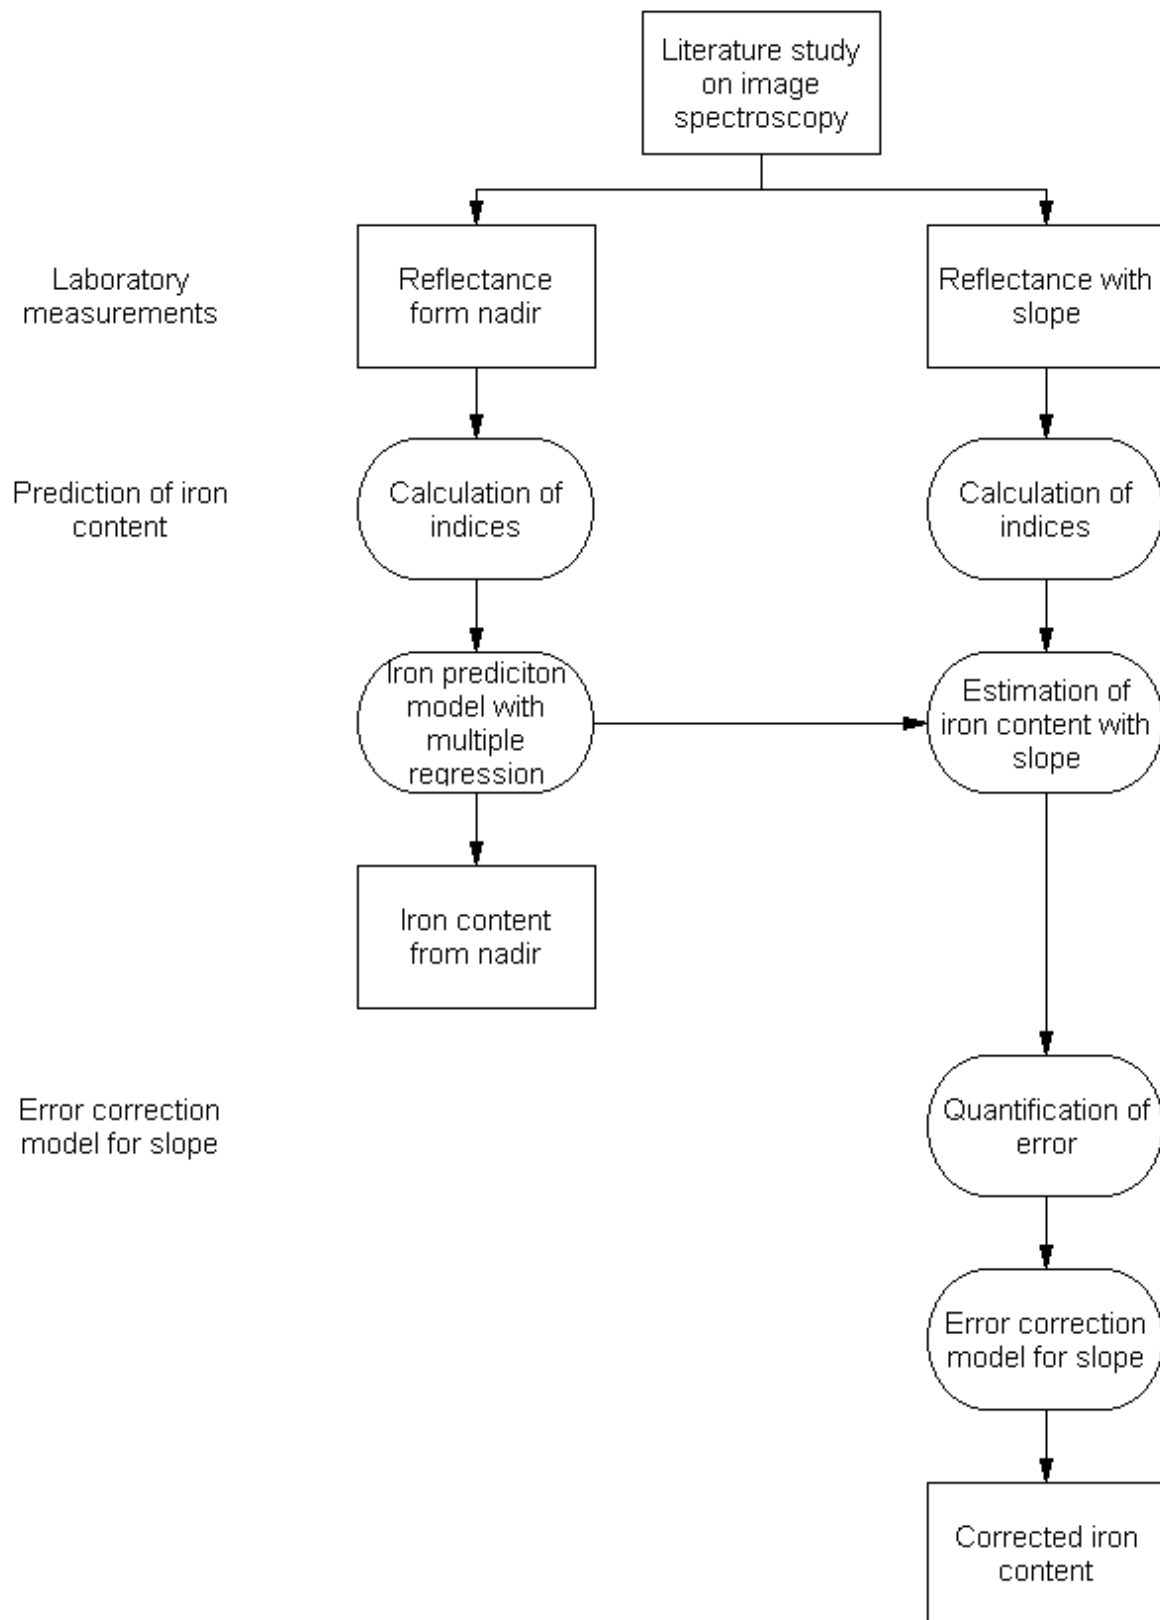 Literature study
on image
spectroscopy
Laboratory
measurements
Reflectance
form nadir
Reflectance with
slope
Prediction of iron
content
Calculation of
indices
Calculation of
indices
Iron prediciton
model with
multiple
regression
Estimation of
iron content with
slope
Iron content
from nadir
Error correction
model for slope
Quantification of
error
Error correction
model for slope
Corrected iron
content